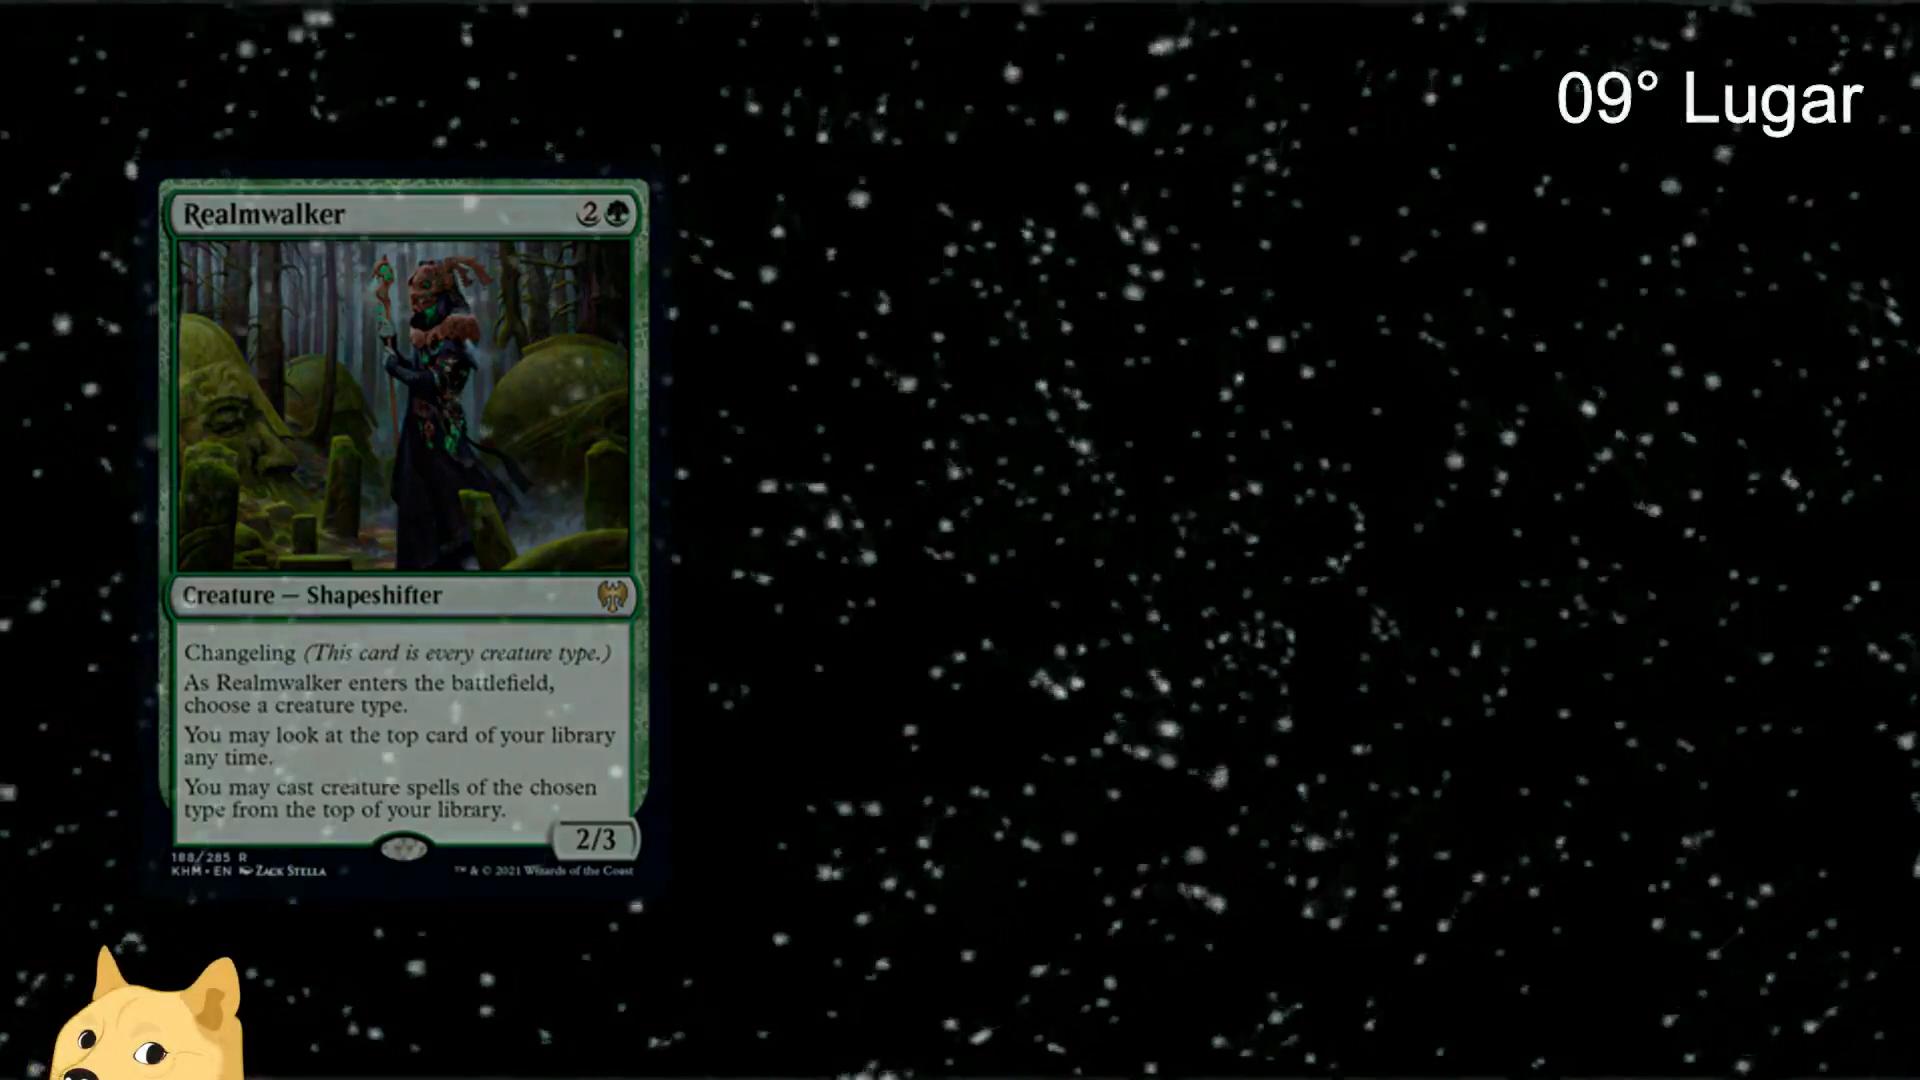 09° Lugar
Realmwalker 2
Creature — Shapeshifter
Changeling (This card is every creature type.)
As Realmwalker enters the battlefield,
choose a creature type.
You may look at the top card of your library
any time.
You may cast creature spells of the chosen
type from the top of your library.
2/3
188/285 R
KHM • EN ZACK STELLA
™ & © 2021 Wizards of the Coast